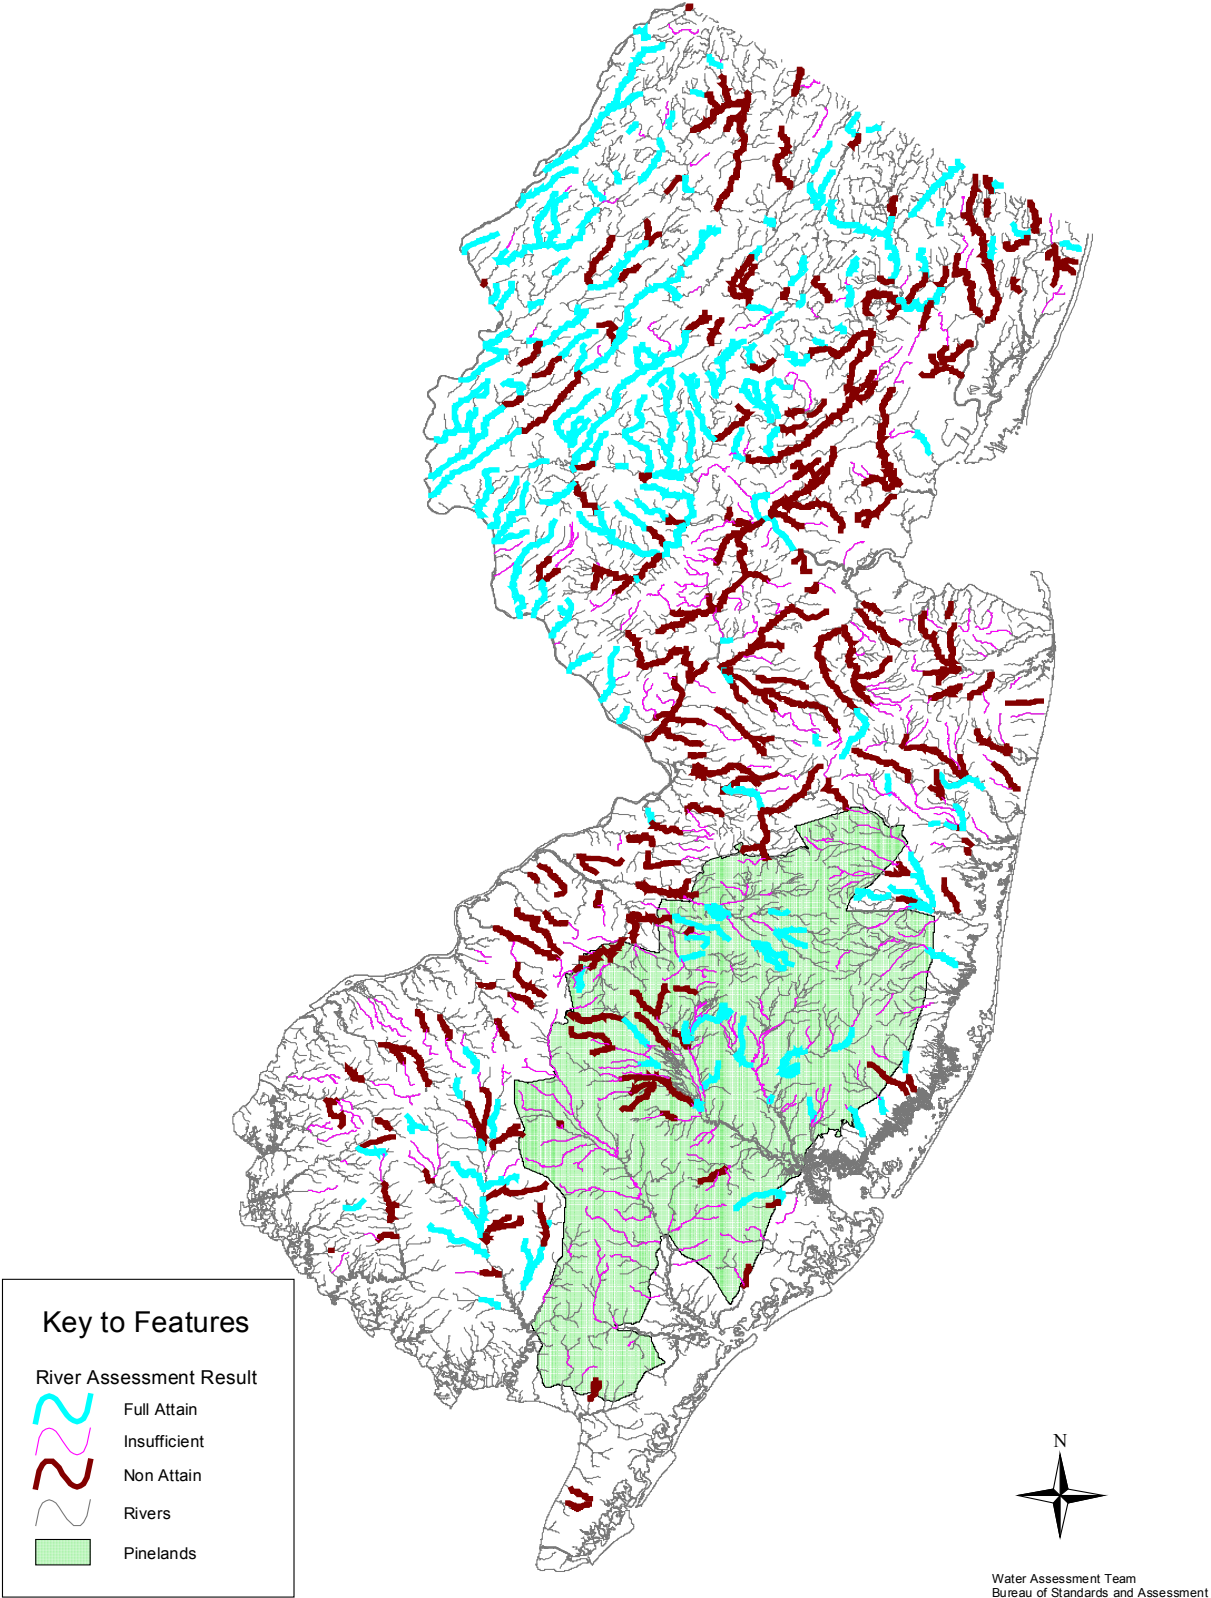 Key to Features
River Assessment Result
Full Attain
Insufficient
Non Attain
Rivers
Pinelands
N
Water Assessment Team
Bureau of Standards and Assessment